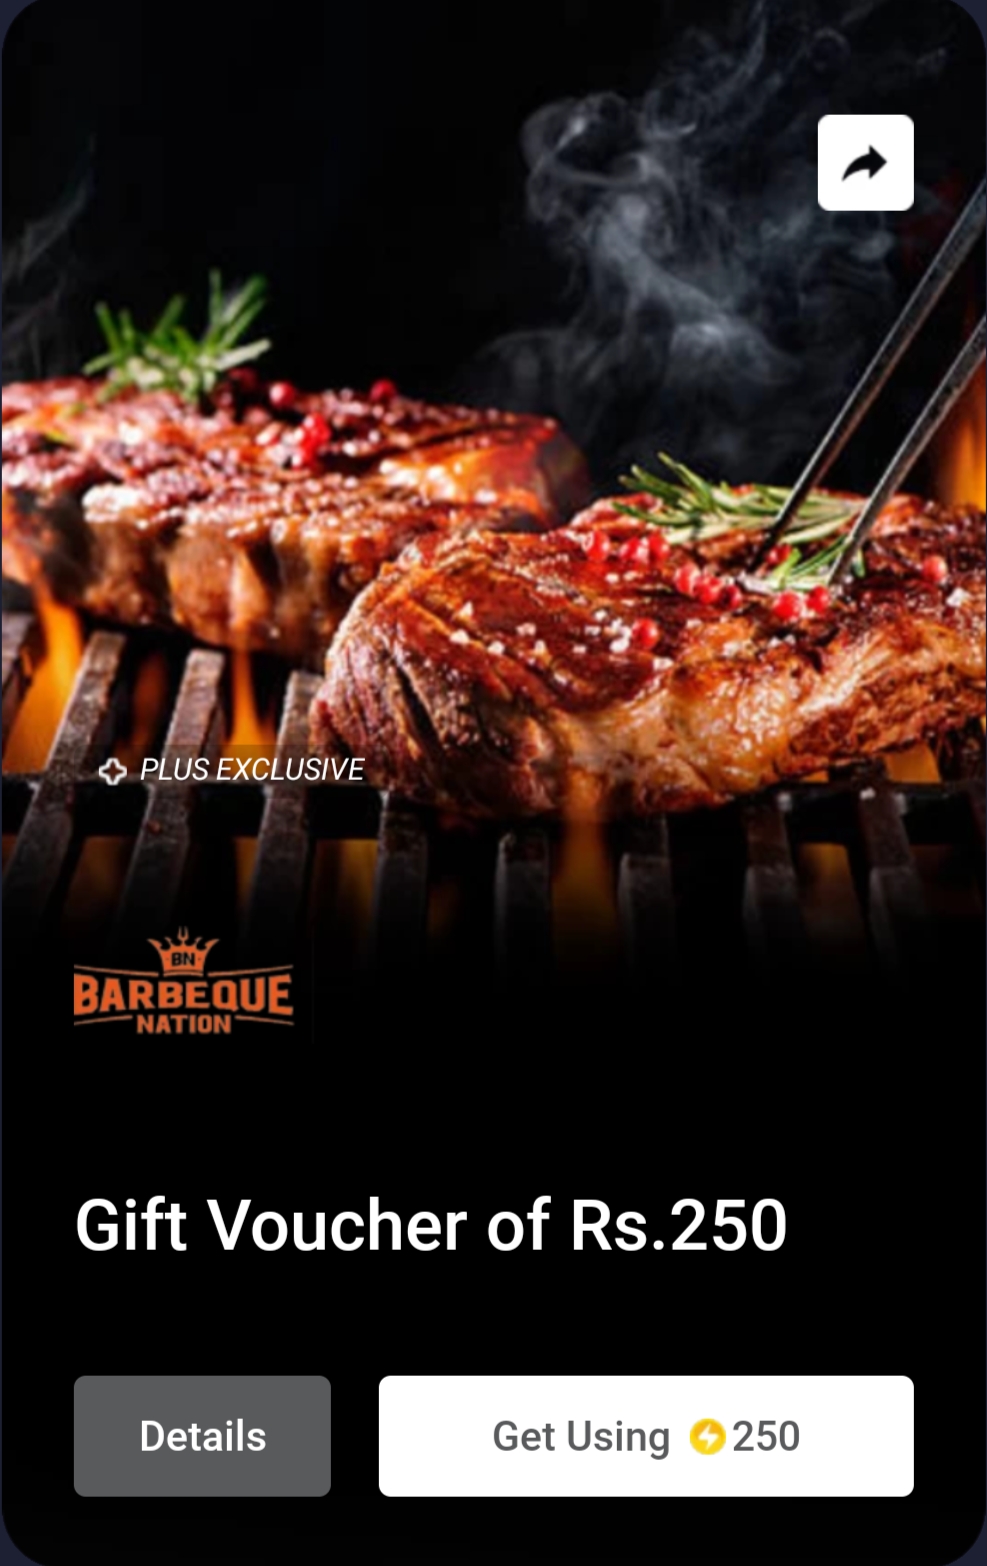 PLUS EXCLUSIVE
BN
BARBEQUE
NATION
Gift Voucher of Rs.250
Details
Get Using 250